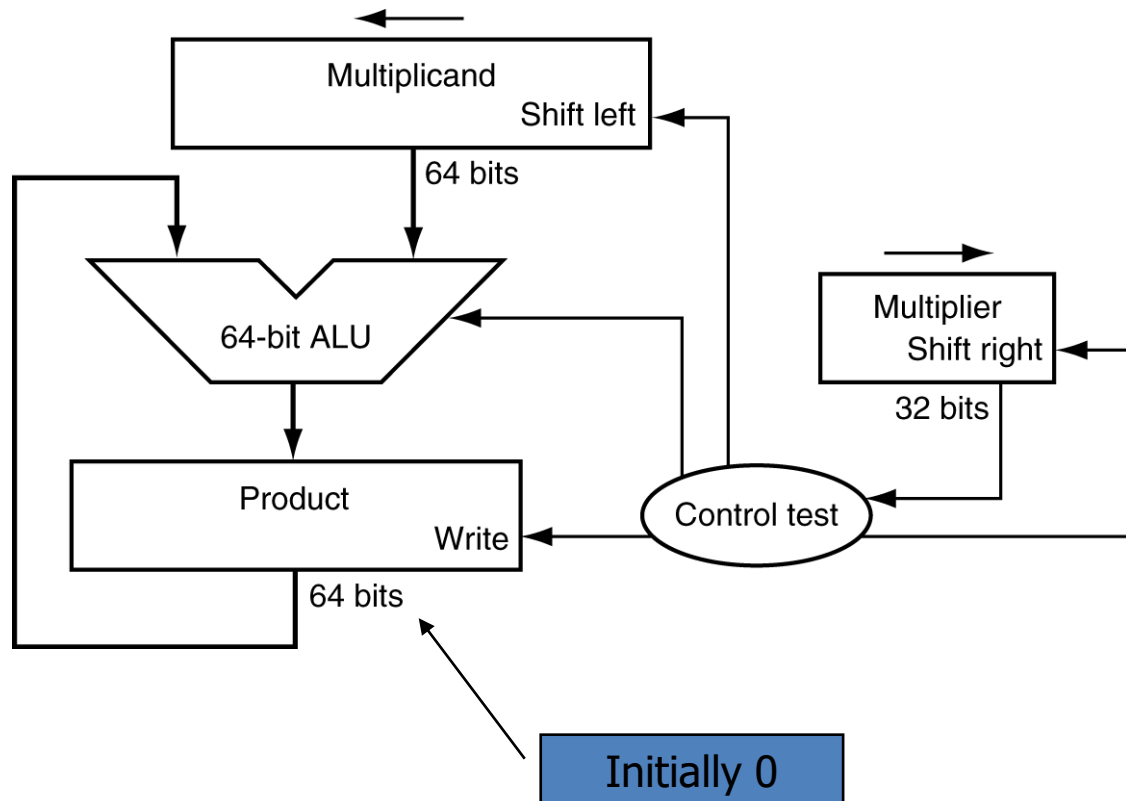 Multiplicand
Shift left
64 bits
64-bit ALU
Multiplier
Shift right
32 bits
Product
Write
Control test
64 bits
Initially 0